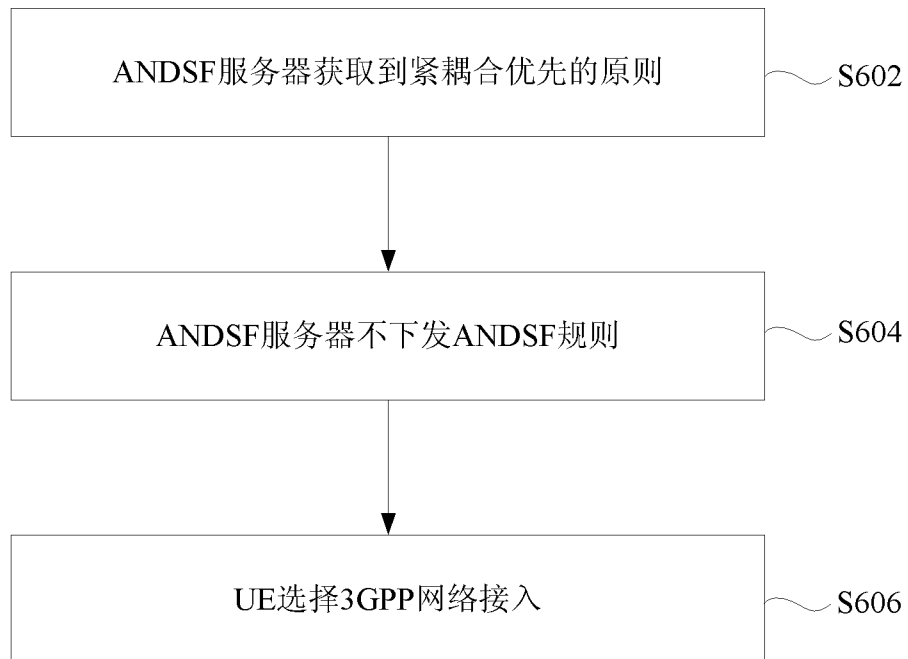 ANDSF服务器获取到紧耦合优先的原则
S602
ANDSF服务器不下发ANDSF规则
S604
UE选择3GPP网络接入
S606